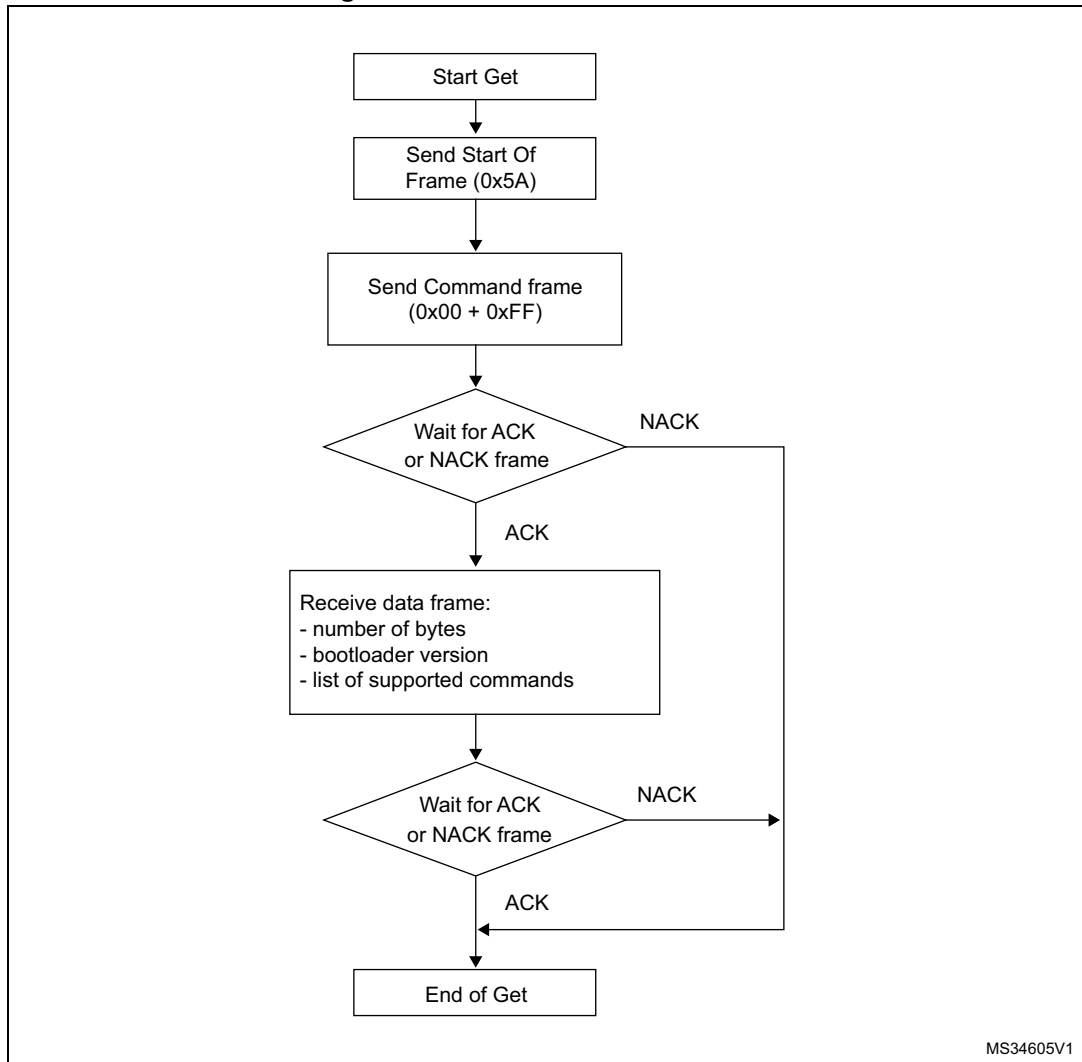 Start Get
Send Start Of
Frame (0x5A)
Send Command frame
(0x00 + 0xFF)
Wait for ACK
or NACK frame
NACK
ACK
Receive data frame:
- number of bytes
- bootloader version
- list of supported commands
Wait for ACK
or NACK frame
NACK
ACK
End of Get
MS34605V1